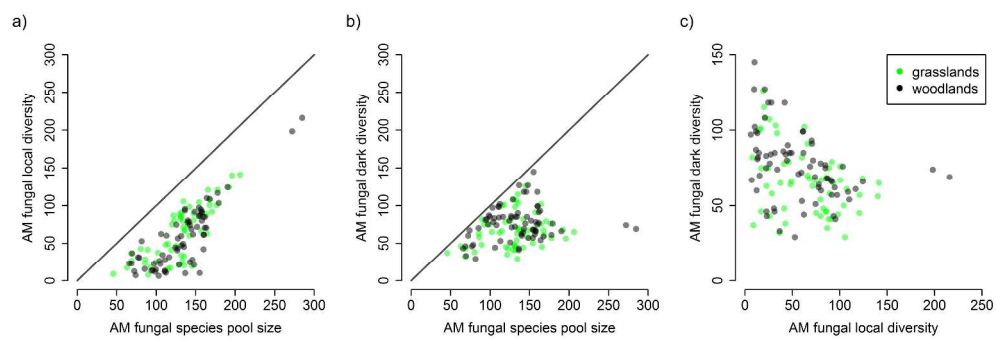 a)
AM fungal local diversity
0 50 100 150 200 250 300
0 50 100 150 200 250 300
AM fungal species pool size
b)
AM fungal dark diversity
0 50 100 150 200 250 300
0 50 100 150 200 250 300
AM fungal species pool size
c)
AM fungal dark diversity
0 50 100 150
grasslands
woodlands
0 50 100 150 200 250
AM fungal local diversity